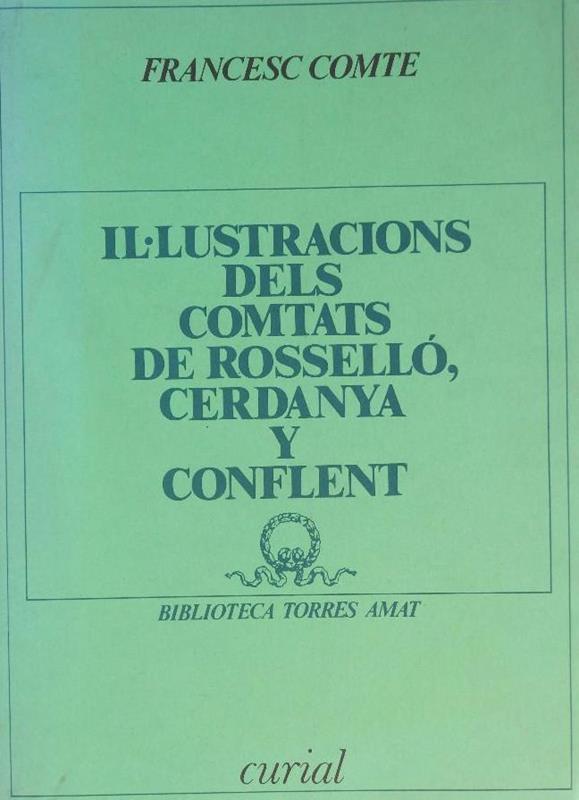 FRANCESC COMTE
IL·LUSTRACIONS
DELS
COMTATS
DE ROSSELLÓ,
CERDANYA
Y
CONFLENT
BIBLIOTECA TORRES AMAT
curial